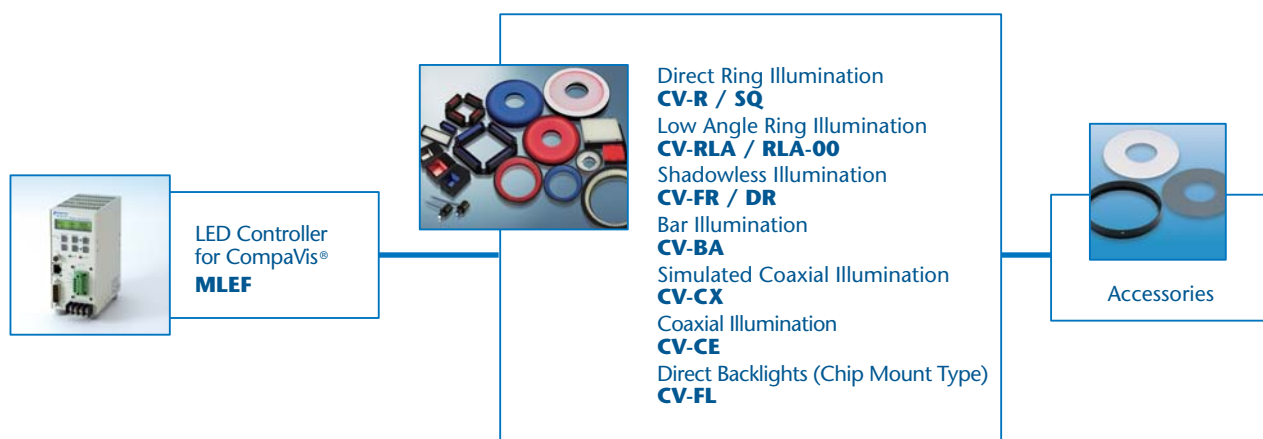 LED Controller
for CompaVis®
MLEF
Direct Ring Illumination
CV-R / SQ
Low Angle Ring Illumination
CV-RLA / RLA-00
Shadowless Illumination
CV-FR / DR
Bar Illumination
CV-BA
Simulated Coaxial Illumination
CV-CX
Coaxial Illumination
CV-CE
Direct Backlights (Chip Mount Type)
CV-FL
Accessories